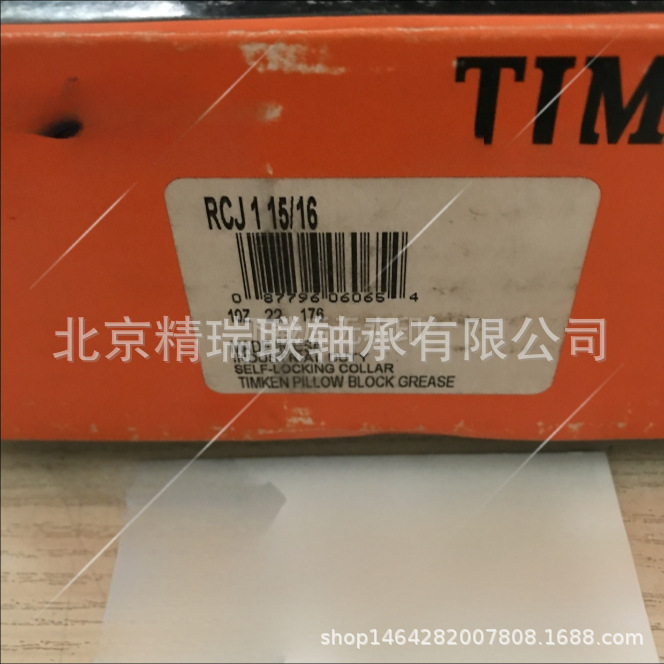 TIM
RCJ 1 15/16
0 87796 06065 4
107 22 176
北京精瑞联轴承有限公司
SELF-LOCKING COLLAR
TIMKEN PILLOW BLOCK GREASE
shop1464282007808.1688.com